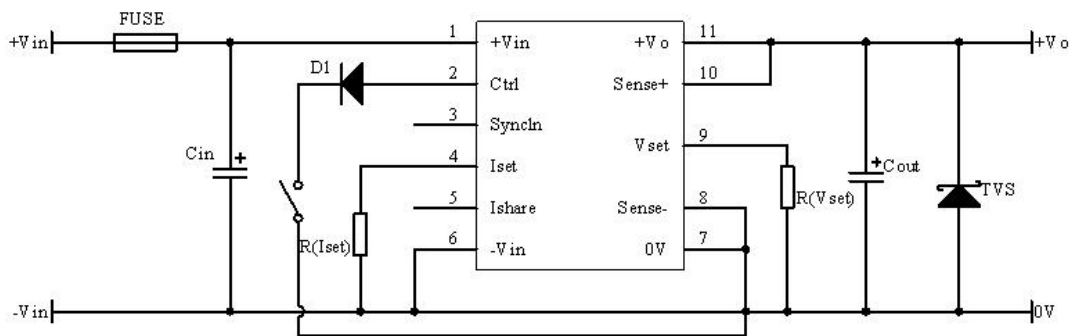 FUSE
+Vin
1
+Vin
+Vo
11
+Vo
D1
2
Ctrl
Sense+
10
3
SyncIn
Cin
+
4
Iset
Vset
9
+
Cout
R(Vset)
TVS
5
Ishare
Sense-
8
R(Iset)
6
-Vin
0V
7
-Vin
0V